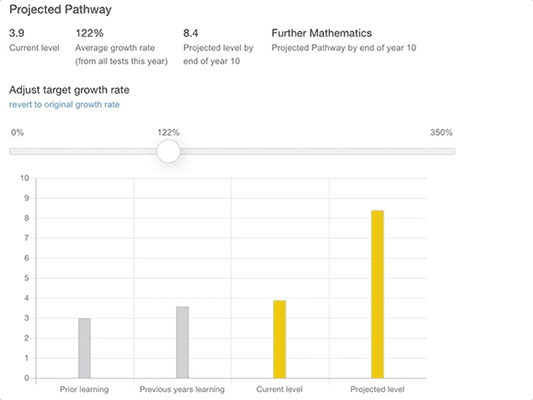 Projected Pathway
3.9 122% 8.4 Further Mathematics
Current level Average growth rate Projected level by Projected Pathway by end of year 10
(from all tests this year) end of year 10
Adjust target growth rate
revert to original growth rate
0% 122% 350%
10
9
8
7
6
5
4
3
2
1
0
Prior learning Previous years learning Current level Projected level